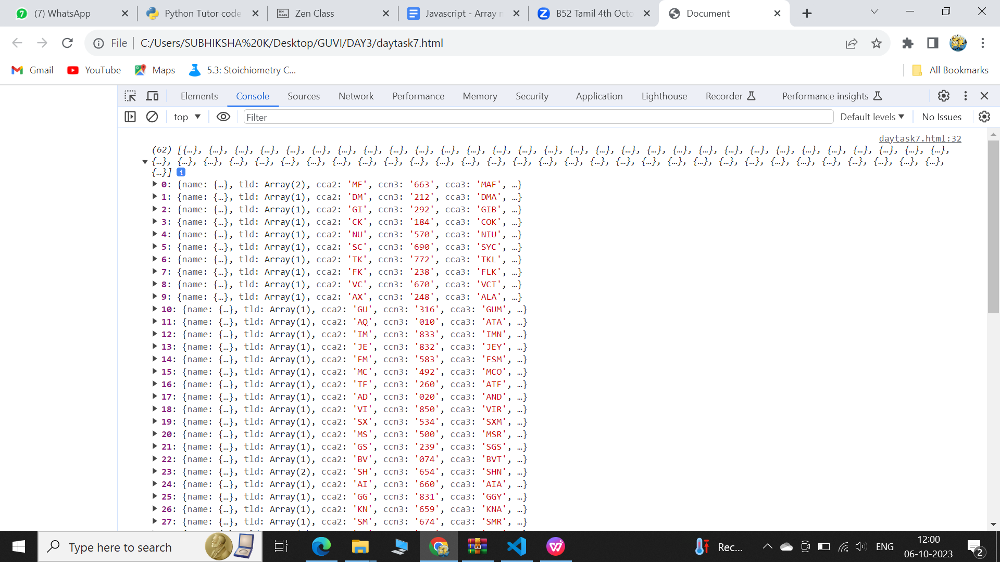 (7) WhatsApp
Python Tutor code
Zen Class
Javascript - Array m
B52 Tamil 4th Octo
Document
File
C:/Users/SUBHIKSHA%20K/Desktop/GUVI/DAY3/daytask7.html
Gmail
YouTube
Maps
5.3: Stoichiometry C...
All Bookmarks
Elements
Console
Sources
Network
Performance
Memory
Security
Application
Lighthouse
Recorder
Performance insights
top
Filter
Default levels
No Issues
daytask7.html:32
(62) [{…}, {…}, {…}, {…}, {…}, {…}, {…}, {…}, {…}, {…}, {…}, {…}, {…}, {…}, {…}, {…}, {…}, {…}, {…}, {…}, {…}, {…}, {…}, {…}, {…}, {…}, {…}, {…}, {…}, {…},
{…}, {…}, {…}, {…}, {…}, {…}, {…}, {…}, {…}, {…}, {…}, {…}, {…}, {…}, {…}, {…}, {…}, {…}, {…}, {…}, {…}, {…}, {…}, {…}, {…}, {…}, {…}, {…}, {…}, {…}, {…},
{…}] i
0: {name: {…}, tld: Array(2), cca2: 'MF', ccn3: '663', cca3: 'MAF', …}
1: {name: {…}, tld: Array(1), cca2: 'DM', ccn3: '212', cca3: 'DMA', …}
2: {name: {…}, tld: Array(1), cca2: 'GI', ccn3: '292', cca3: 'GIB', …}
3: {name: {…}, tld: Array(1), cca2: 'CK', ccn3: '184', cca3: 'COK', …}
4: {name: {…}, tld: Array(1), cca2: 'NU', ccn3: '570', cca3: 'NIU', …}
5: {name: {…}, tld: Array(1), cca2: 'SC', ccn3: '690', cca3: 'SYC', …}
6: {name: {…}, tld: Array(1), cca2: 'TK', ccn3: '772', cca3: 'TKL', …}
7: {name: {…}, tld: Array(1), cca2: 'FK', ccn3: '238', cca3: 'FLK', …}
8: {name: {…}, tld: Array(1), cca2: 'VC', ccn3: '670', cca3: 'VCT', …}
9: {name: {…}, tld: Array(1), cca2: 'AX', ccn3: '248', cca3: 'ALA', …}
10: {name: {…}, tld: Array(1), cca2: 'GU', ccn3: '316', cca3: 'GUM', …}
11: {name: {…}, tld: Array(1), cca2: 'AQ', ccn3: '010', cca3: 'ATA', …}
12: {name: {…}, tld: Array(1), cca2: 'IM', ccn3: '833', cca3: 'IMN', …}
13: {name: {…}, tld: Array(1), cca2: 'JE', ccn3: '832', cca3: 'JEY', …}
14: {name: {…}, tld: Array(1), cca2: 'FM', ccn3: '583', cca3: 'FSM', …}
15: {name: {…}, tld: Array(1), cca2: 'MC', ccn3: '492', cca3: 'MCO', …}
16: {name: {…}, tld: Array(1), cca2: 'TF', ccn3: '260', cca3: 'ATF', …}
17: {name: {…}, tld: Array(1), cca2: 'AD', ccn3: '020', cca3: 'AND', …}
18: {name: {…}, tld: Array(1), cca2: 'VI', ccn3: '850', cca3: 'VIR', …}
19: {name: {…}, tld: Array(1), cca2: 'SX', ccn3: '534', cca3: 'SXM', …}
20: {name: {…}, tld: Array(1), cca2: 'MS', ccn3: '500', cca3: 'MSR', …}
21: {name: {…}, tld: Array(1), cca2: 'GS', ccn3: '239', cca3: 'SGS', …}
22: {name: {…}, tld: Array(1), cca2: 'BV', ccn3: '074', cca3: 'BVT', …}
23: {name: {…}, tld: Array(2), cca2: 'SH', ccn3: '654', cca3: 'SHN', …}
24: {name: {…}, tld: Array(1), cca2: 'AI', ccn3: '660', cca3: 'AIA', …}
25: {name: {…}, tld: Array(1), cca2: 'GG', ccn3: '831', cca3: 'GGY', …}
26: {name: {…}, tld: Array(1), cca2: 'KN', ccn3: '659', cca3: 'KNA', …}
27: {name: {…}, tld: Array(1), cca2: 'SM', ccn3: '674', cca3: 'SMR', …}
Type here to search
Rec...
ENG
12:00
06-10-2023
2